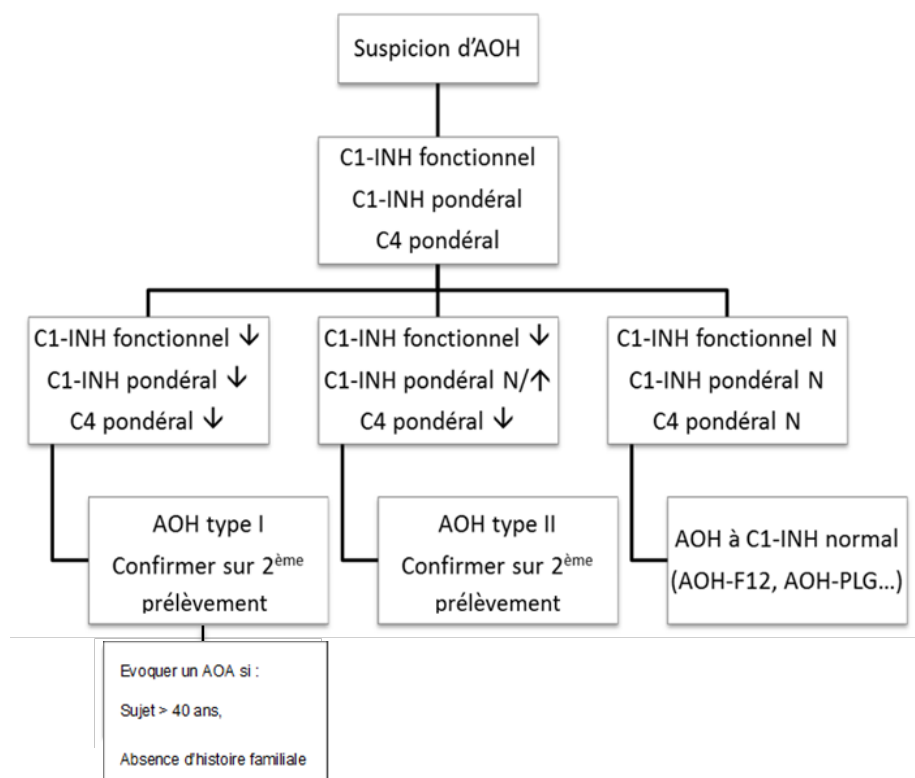 Suspicion d'AOH
C1-INH fonctionnel
C1-INH pondéral
C4 pondéral
C1-INH fonctionnel ↓
C1-INH pondéral ↓
C4 pondéral ↓
C1-INH fonctionnel ↓
C1-INH pondéral N/↑
C4 pondéral ↓
C1-INH fonctionnel N
C1-INH pondéral N
C4 pondéral N
AOH type I
Confirmer sur 2ème
prélèvement
AOH type II
Confirmer sur 2ème
prélèvement
AOH à C1-INH normal
(AOH-F12, AOH-PLG...)
Evoquer un AOA si :
Sujet > 40 ans,
Absence d'histoire familiale